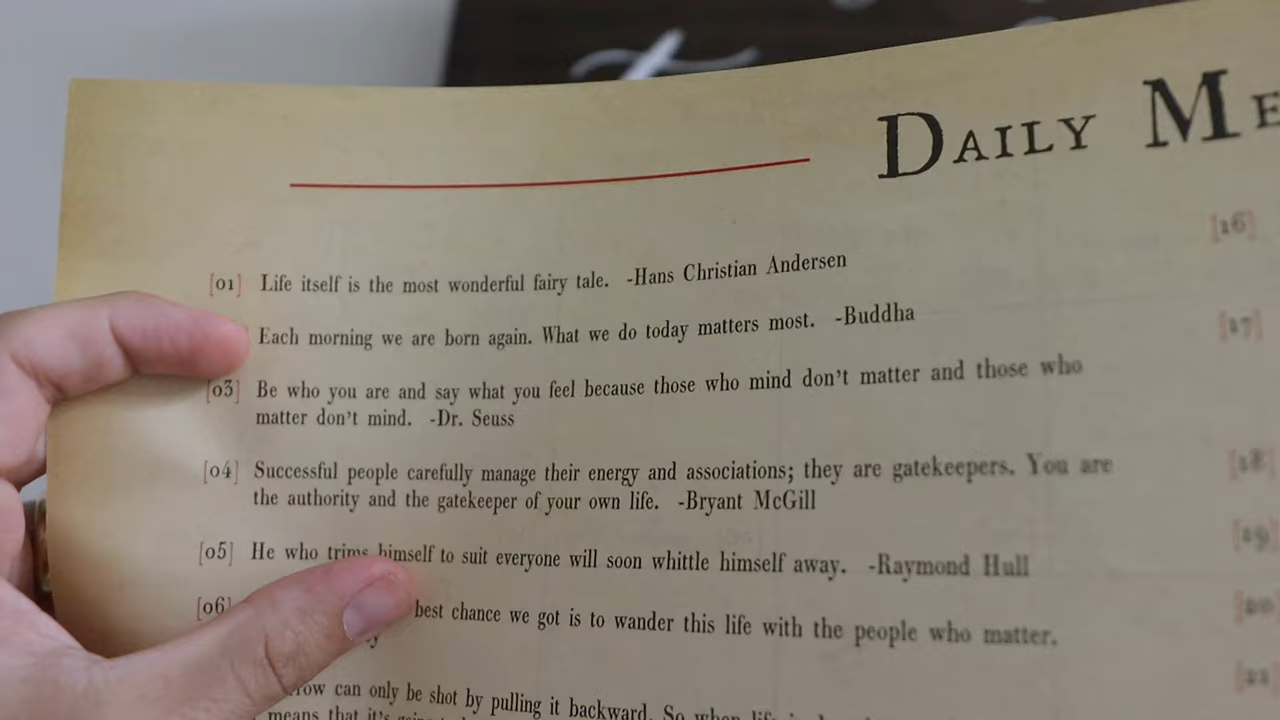 DAILY ME
[01] Life itself is the most wonderful fairy tale. -Hans Christian Andersen
Each morning we are born again. What we do today matters most. -Buddha
[03] Be who you are and say what you feel because those who mind don't matter and those who
matter don't mind. -Dr. Seuss
[04] Successful people carefully manage their energy and associations; they are gatekeepers. You are
the authority and the gatekeeper of your own life. -Bryant McGill
[05] He who trims himself to suit everyone will soon whittle himself away. -Raymond Hull
[06] best chance we got is to wander this life with the people who matter.
can only be shot by pulling it backward. So when life
means that it's
[16]
[17]
[18]
[19]
[20]
[21]